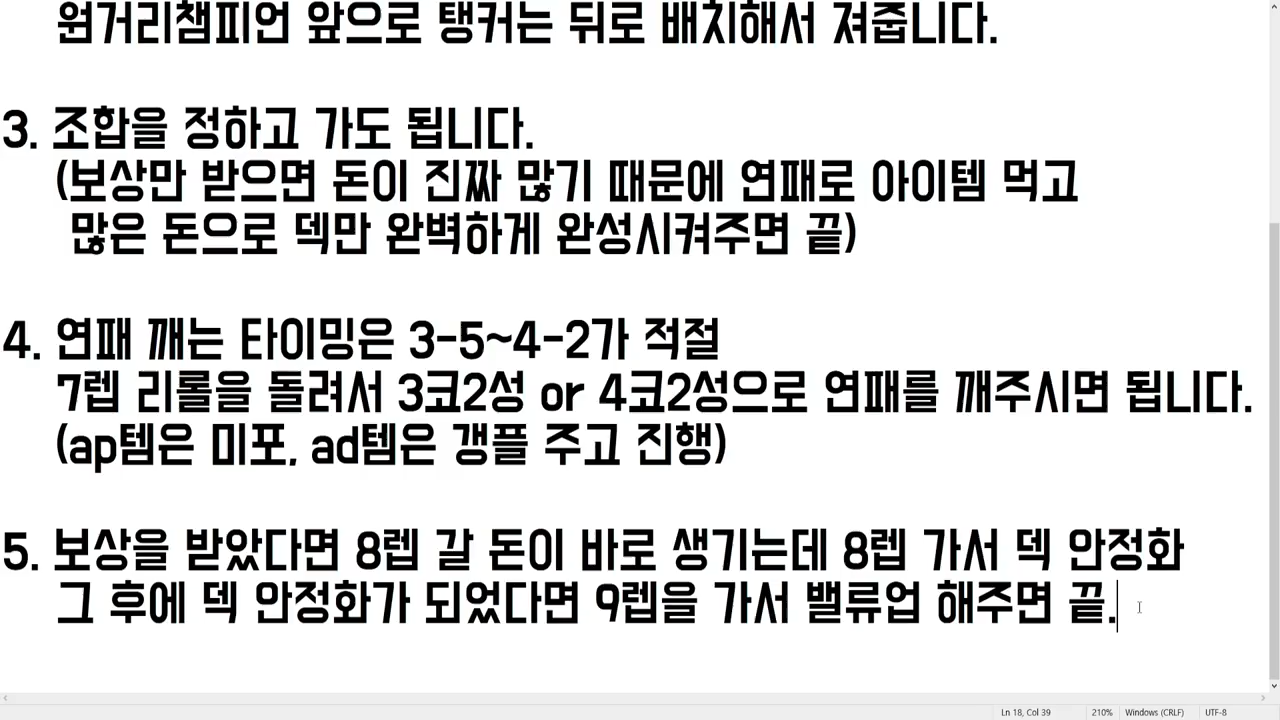 원거리챔피언 앞으로 탱커는 뒤로 배치해서 져줍니다.
3. 조합을 정하고 가도 됩니다.
(보상만 받으면 돈이 진짜 많기 때문에 연패로 아이템 먹고
많은 돈으로 덱만 완벽하게 완성시켜주면 끝)
4. 연패 깨는 타이밍은 3-5~4-2가 적절
7렙 리롤을 돌려서 3코2성 or 4코2성으로 연패를 깨주시면 됩니다.
(ap템은 미포, ad템은 갱플 주고 진행)
5. 보상을 받았다면 8렙 갈 돈이 바로 생기는데 8렙 가서 덱 안정화
그 후에 덱 안정화가 되었다면 9렙을 가서 밸류업 해주면 끝.
Ln 18, Col 39 210% Windows (CRLF) UTF-8